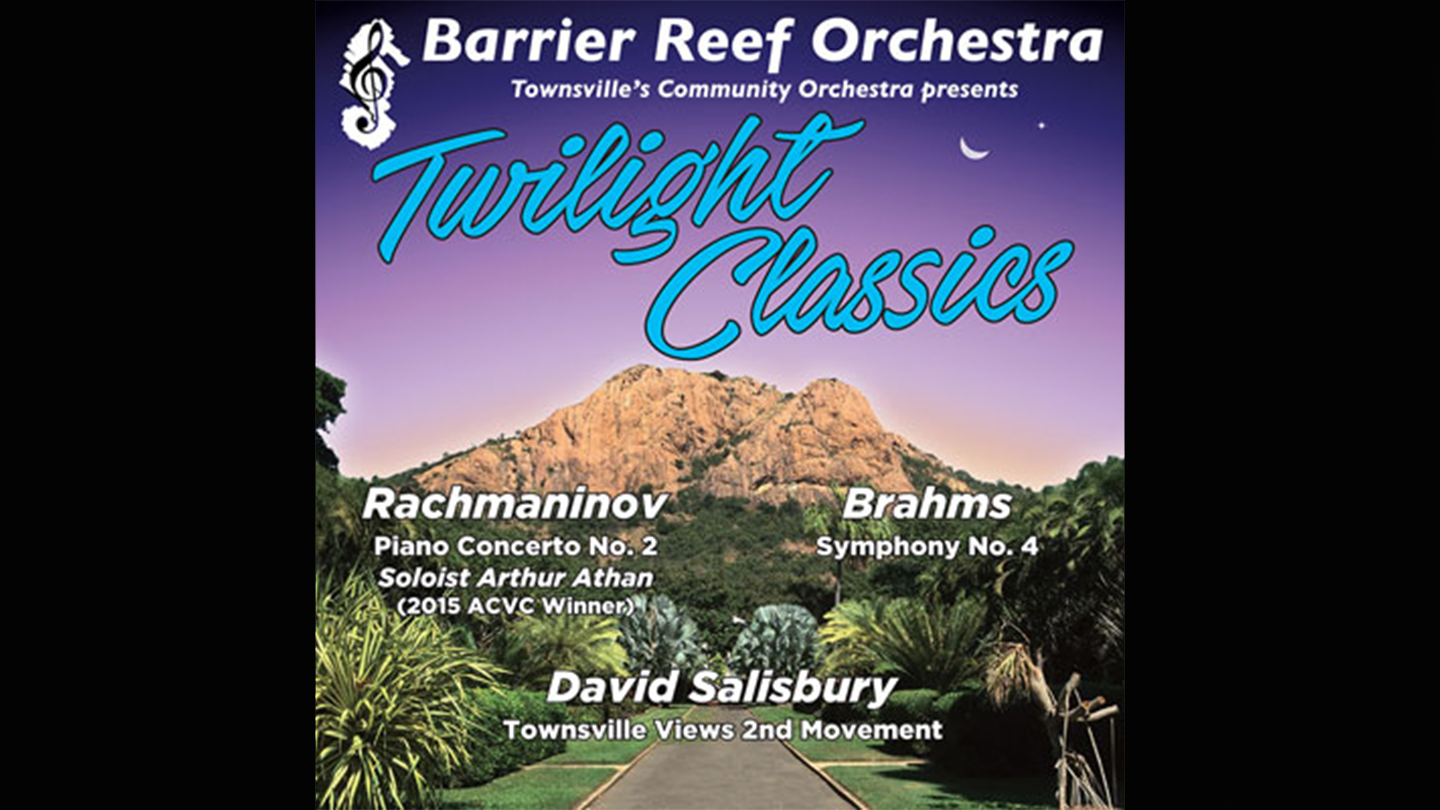 Barrier Reef Orchestra
Townsville's Community Orchestra presents
Twilight
Classics
Rachmaninov
Piano Concerto No. 2
Soloist Arthur Athan
(2015 ACVC Winner)
Brahms
Symphony No. 4
David Salisbury
Townsville Views 2nd Movement